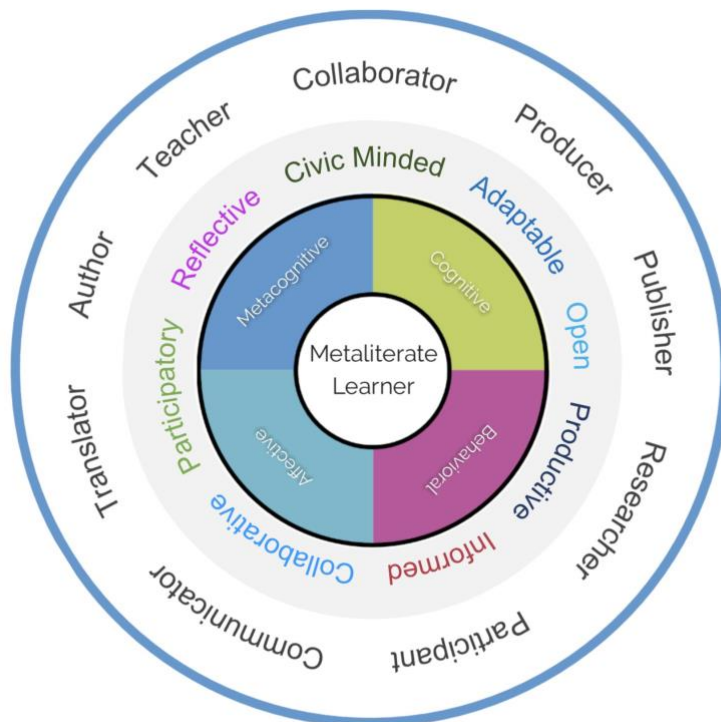 Collaborator
Producer
Publisher
Researcher
Participant
Communicator
Translator
Author
Teacher
Civic Minded
Adaptable
Open
Productive
Informed
Collaborative
Participatory
Reflective
Metacognitive
Cognitive
Behavioral
Affective
Metaliterate
Learner